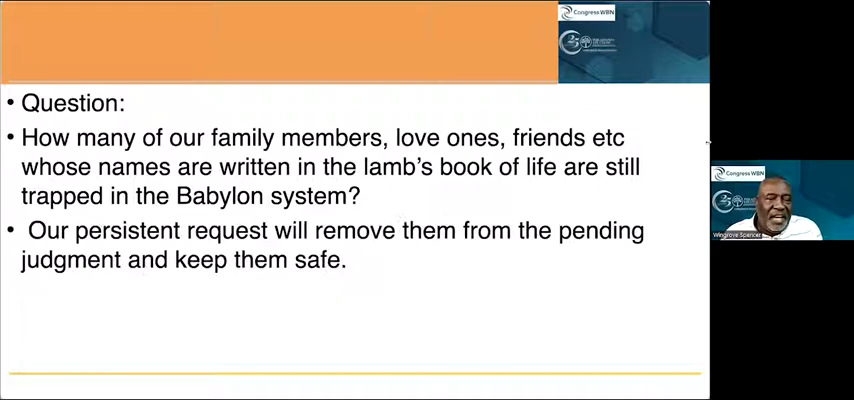 Congress WBN
25
• Question:
• How many of our family members, love ones, friends etc
whose names are written in the lamb's book of life are still
trapped in the Babylon system?
• Our persistent request will remove them from the pending
judgment and keep them safe.
Congress WBN
25
Wingrove Spencer